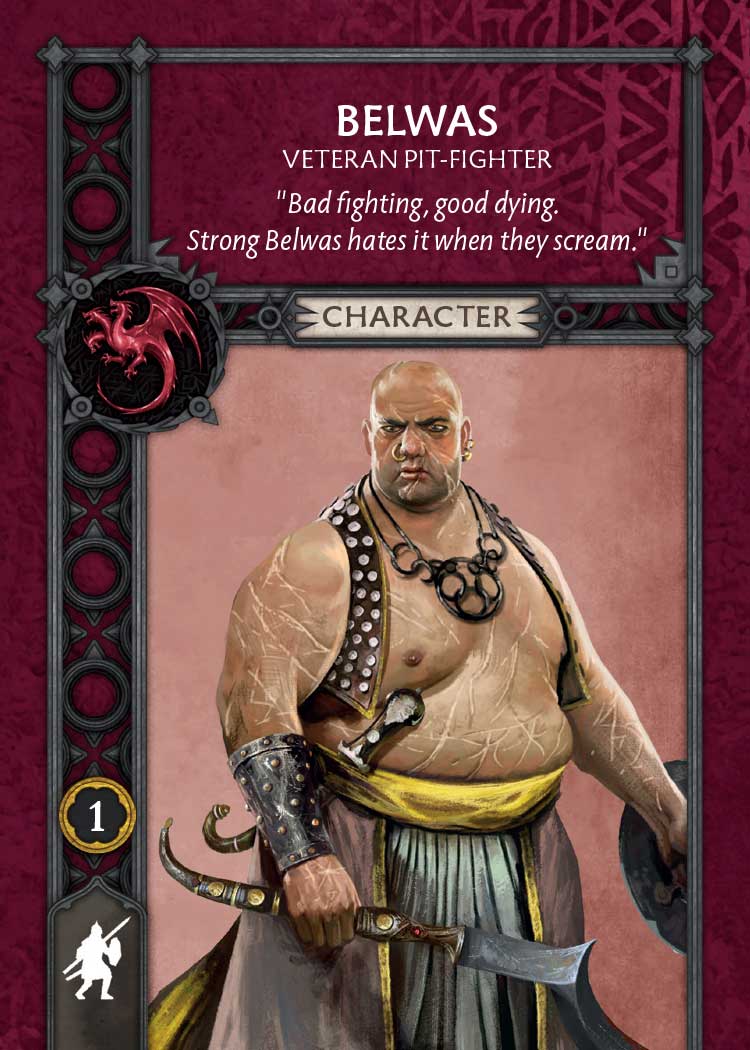 BELWAS
VETERAN PIT-FIGHTER
"Bad fighting, good dying.
Strong Belwas hates it when they scream."
CHARACTER
1